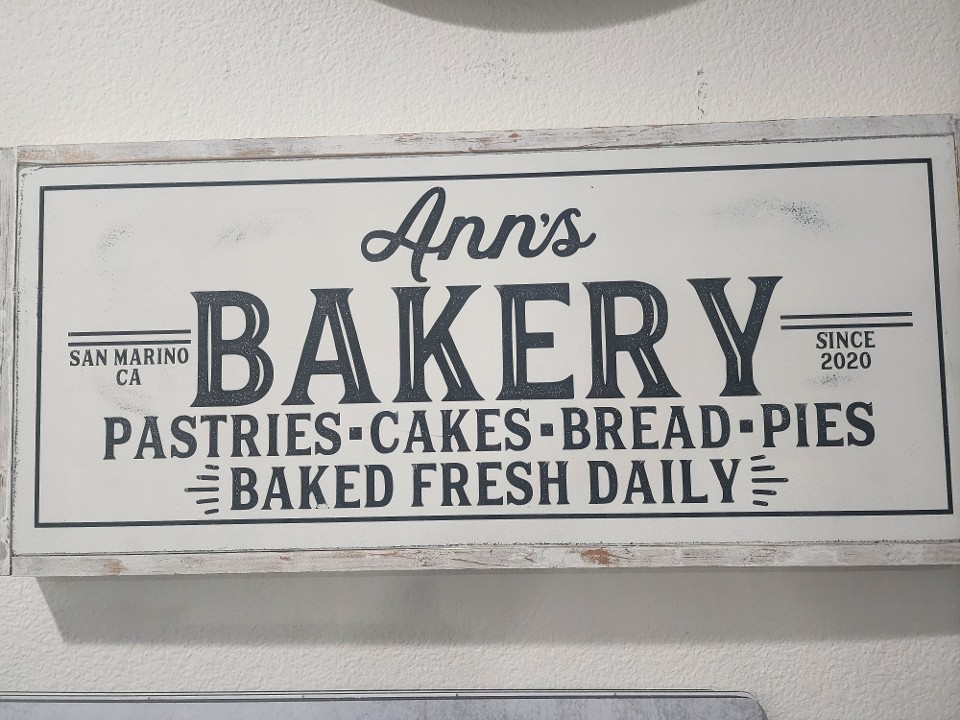 Ann's
BAKERY
SAN MARINO
CA
SINCE
2020
PASTRIES▪CAKES▪BREAD▪PIES
BAKED FRESH DAILY